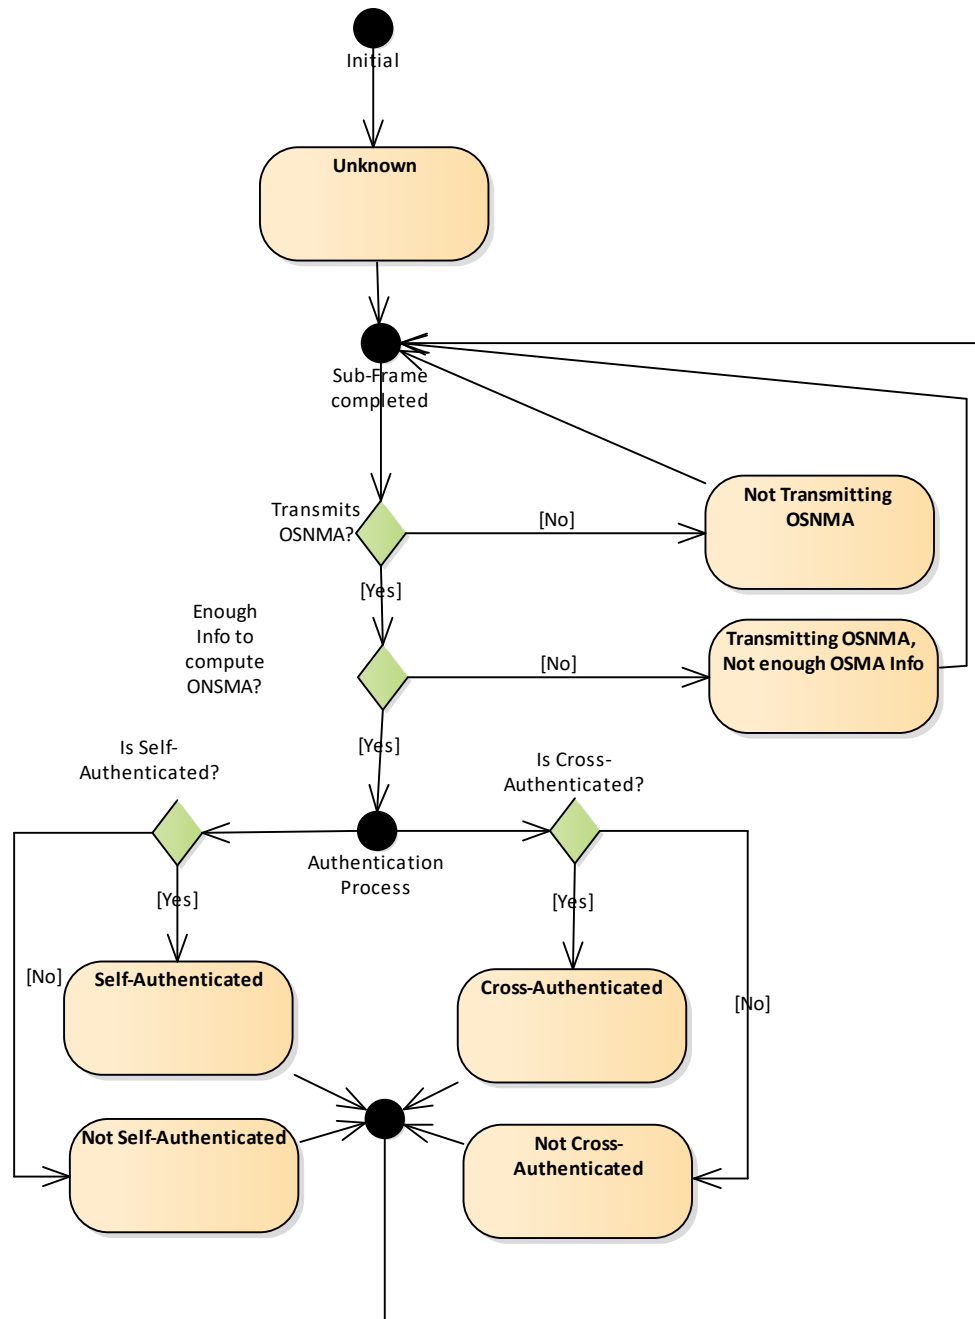 Initial
Unknown
Sub-Frame
completed
Transmits
OSNMA?
[No]
Not Transmitting
OSNMA
[Yes]
Enough
Info to
compute
ONSMA?
[No]
Transmitting OSNMA,
Not enough OSMA Info
[Yes]
Is Self-
Authenticated?
Is Cross-
Authenticated?
Authentication
Process
[Yes]
[Yes]
[No]
Self-Authenticated
Cross-Authenticated
[No]
Not Self-Authenticated
Not Cross-
Authenticated